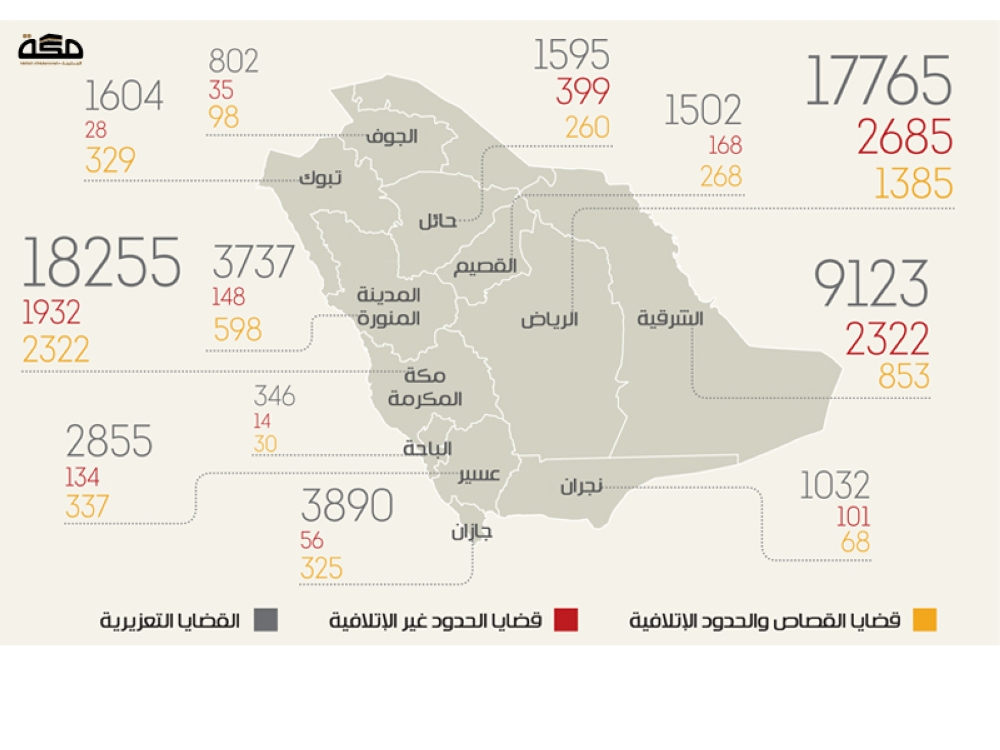 مكة
802
35
98
1604
28
329
1595
399
260
1502
168
268
17765
2685
1385
الجوف
تبوك
حائل
القصيم
المدينة
المنورة
الرياض
الشرقية
مكة
المكرمة
الباحة
عسير
نجران
جازان
18255
1932
2322
3737
148
598
9123
2322
853
346
14
30
2855
134
337
3890
56
325
1032
101
68
قضايا القصاص والحدود الإتلافية
قضايا الحدود غير الإتلافية
القضايا التعزيرية